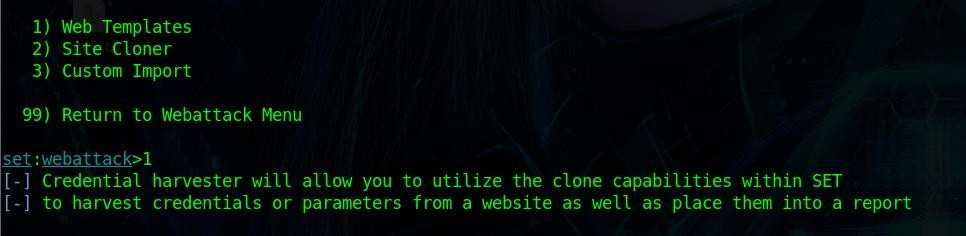 1) Web Templates
2) Site Cloner
3) Custom Import
99) Return to Webattack Menu
set:webattack>1
[-] Credential harvester will allow you to utilize the clone capabilities within SET
[-] to harvest credentials or parameters from a website as well as place them into a report